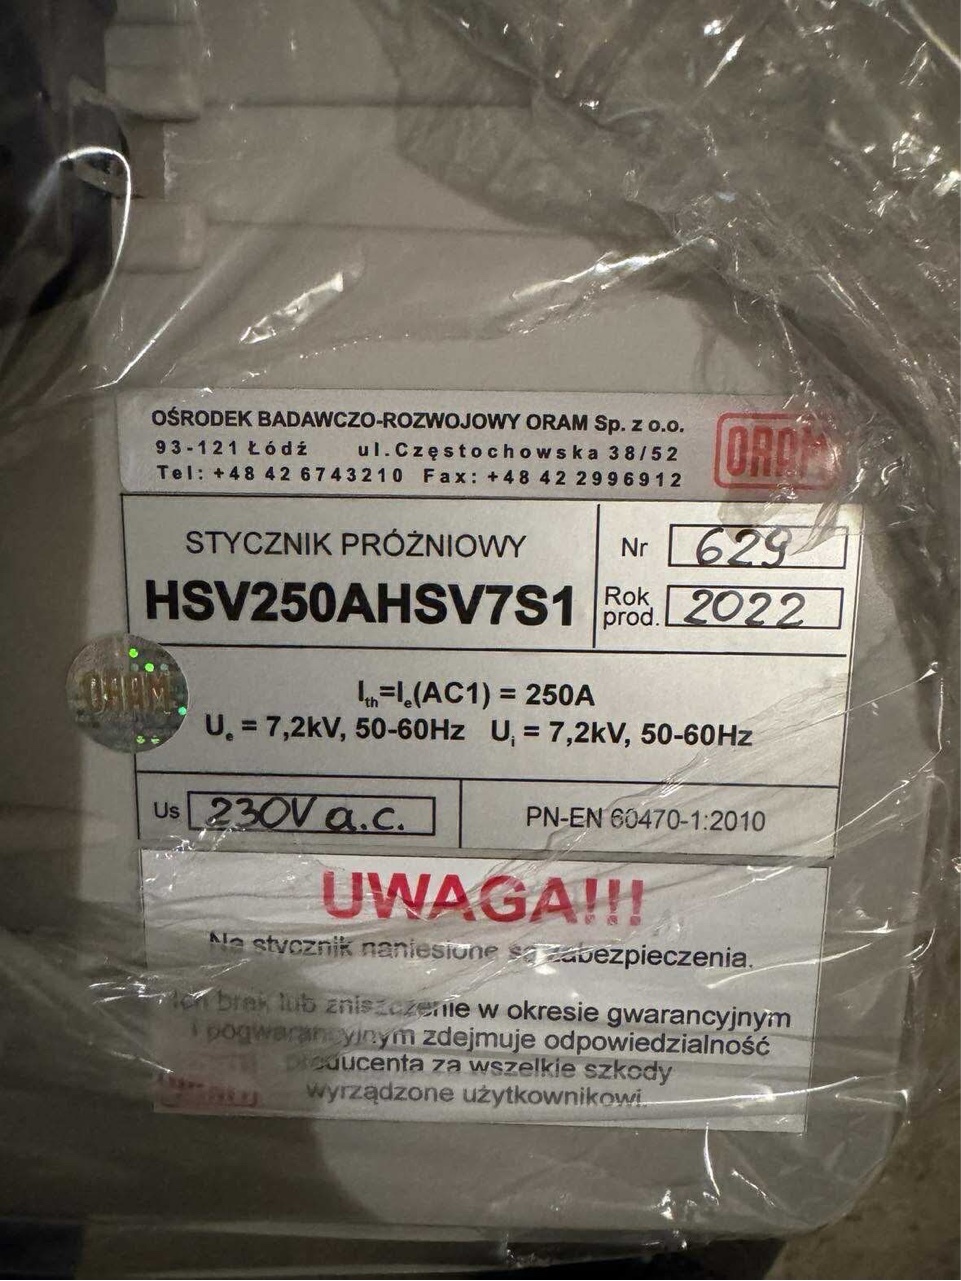 OŚRODEK BADAWCZO-ROZWOJOWY ORAM Sp. z o.o.
93-121 Łódź ul.Częstochowska 38/52
Tel: +48 42 6743210 Fax: +48 42 2996912
ORAM
STYCZNIK PRÓŻNIOWY
HSV250AHSV7S1
Nr 629
Rok prod. 2022
ORAM
Ith=Ie(AC1) = 250A
Ue = 7,2kV, 50-60Hz Ui = 7,2kV, 50-60Hz
Us 230V a.c.
PN-EN 60470-1:2010
UWAGA!!!
Na stycznik naniesione są zabezpieczenia.
Ich brak lub zniszczenie w okresie gwarancyjnym
i pogwarancyjnym zdejmuje odpowiedzialność
producenta za wszelkie szkody
wyrządzone użytkownikowi.